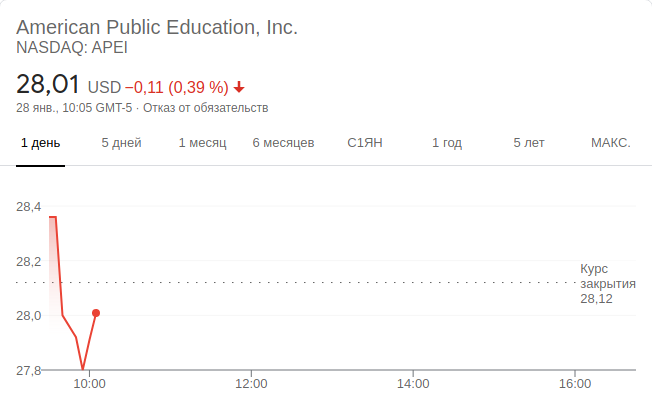 American Public Education, Inc.
NASDAQ: APEI
28,01 USD −0,11 (0,39 %)
28 янв., 10:05 GMT-5 · Отказ от обязательств
1 день 5 дней 1 месяц 6 месяцев С1ЯН 1 год 5 лет МАКС.
28,4
28,2
Курс
закрытия
28,12
28,0
27,8
10:00 12:00 14:00 16:00